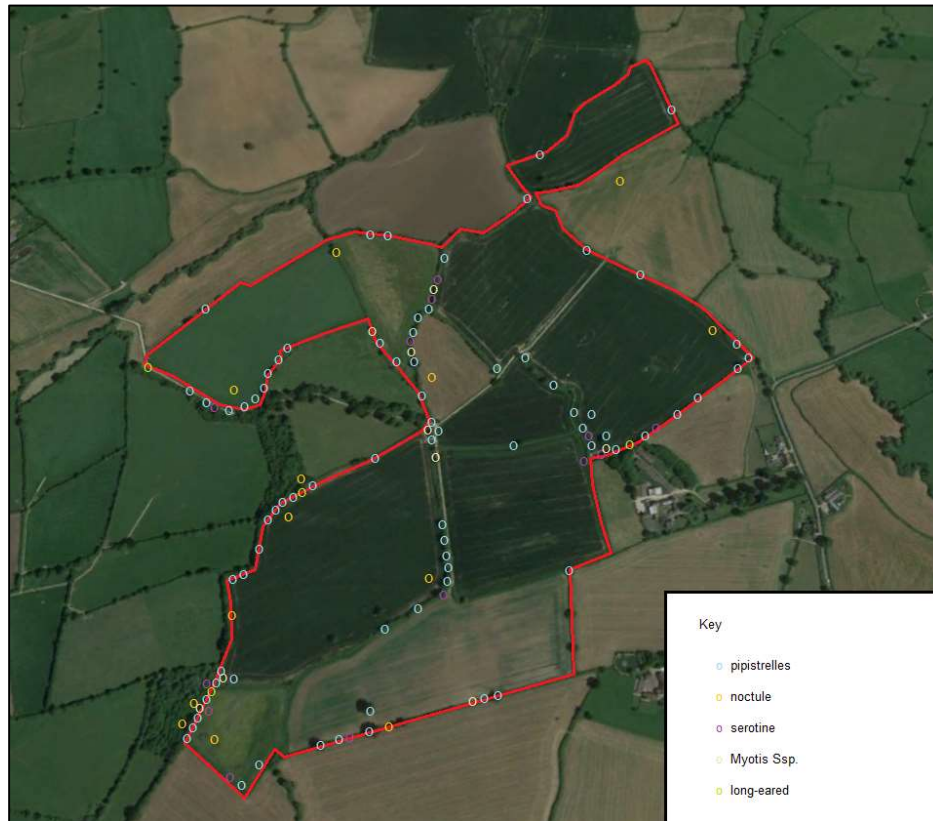 Key
pipistrelles
noctule
serotine
Myotis Ssp.
long-eared